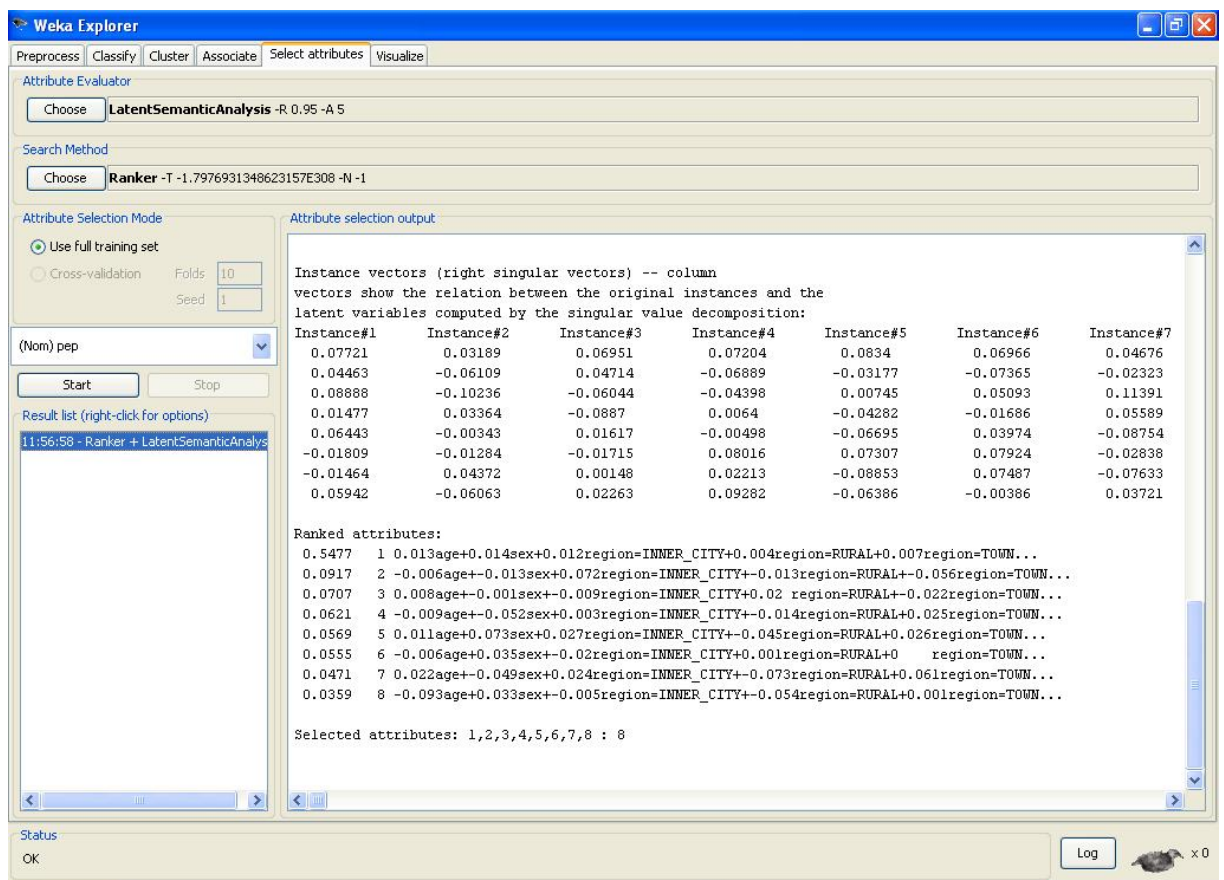 Weka Explorer
Preprocess Classify Cluster Associate Select attributes Visualize
Attribute Evaluator
Choose LatentSemanticAnalysis -R 0.95 -A 5
Search Method
Choose Ranker -T -1.7976931348623157E308 -N -1
Attribute Selection Mode
Use full training set
Cross-validation Folds 10
Seed 1
(Nom) pep
Start Stop
Result list (right-click for options)
11:56:58 - Ranker + LatentSemanticAnalys
Attribute selection output
Instance vectors (right singular vectors) -- column
vectors show the relation between the original instances and the
latent variables computed by the singular value decomposition:
Instance#1 Instance#2 Instance#3 Instance#4 Instance#5 Instance#6 Instance#7
0.07721 0.03189 0.06951 0.07204 0.0834 0.06966 0.04676
0.04463 -0.06109 0.04714 -0.06889 -0.03177 -0.07365 -0.02323
0.08888 -0.10236 -0.06044 -0.04398 0.00745 0.05093 0.11391
0.01477 0.03364 -0.0887 0.0064 -0.04282 -0.01686 0.05589
0.06443 -0.00343 0.01617 -0.00498 -0.06695 0.03974 -0.08754
-0.01809 -0.01284 -0.01715 0.08016 0.07307 0.07924 -0.02838
-0.01464 0.04372 0.00148 0.02213 -0.08853 0.07487 -0.07633
0.05942 -0.06063 0.02263 0.09282 -0.06386 -0.00386 0.03721
Ranked attributes:
0.5477 1 0.013age+0.014sex+0.012region=INNER_CITY+0.004region=RURAL+0.007region=TOWN...
0.0917 2 -0.006age+-0.013sex+0.072region=INNER_CITY+-0.013region=RURAL+-0.056region=TOWN...
0.0707 3 0.008age+-0.001sex+-0.009region=INNER_CITY+0.02 region=RURAL+-0.022region=TOWN...
0.0621 4 -0.009age+-0.052sex+0.003region=INNER_CITY+-0.014region=RURAL+0.025region=TOWN...
0.0569 5 0.011age+0.073sex+0.027region=INNER_CITY+-0.045region=RURAL+0.026region=TOWN...
0.0555 6 -0.006age+0.035sex+-0.02region=INNER_CITY+0.001region=RURAL+0 region=TOWN...
0.0471 7 0.022age+-0.049sex+0.024region=INNER_CITY+-0.073region=RURAL+0.061region=TOWN...
0.0359 8 -0.093age+0.033sex+-0.005region=INNER_CITY+-0.054region=RURAL+0.001region=TOWN...
Selected attributes: 1,2,3,4,5,6,7,8 : 8
Status
OK
Log x 0